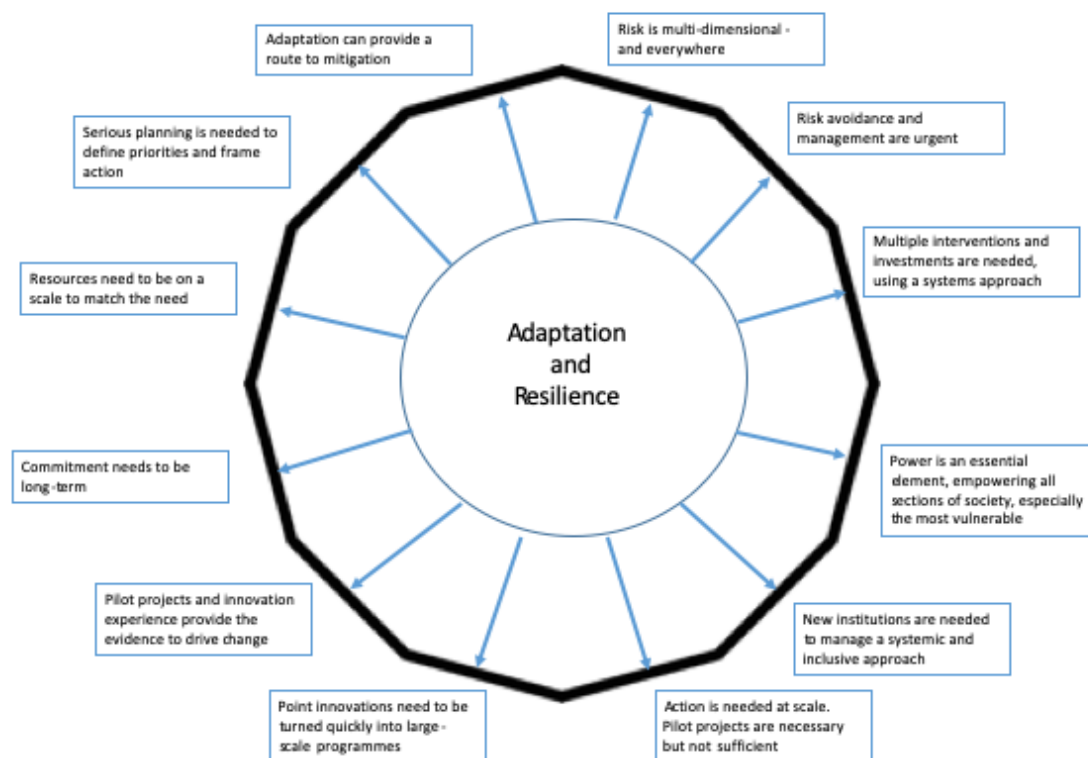 Adaptation can provide a
route to mitigation
Risk is multi-dimensional -
and everywhere
Serious planning is needed to
define priorities and frame
action
Risk avoidance and
management are urgent
Resources need to be on a
scale to match the need
Multiple interventions and
investments are needed,
using a systems approach
Adaptation
and
Resilience
Commitment needs to be
long-term
Power is an essential
element, empowering all
sections of society, especially
the most vulnerable
Pilot projects and innovation
experience provide the
evidence to drive change
New institutions are needed
to manage a systemic and
inclusive approach
Point innovations need to be
turned quickly into large-
scale programmes
Action is needed at scale.
Pilot projects are necessary
but not sufficient